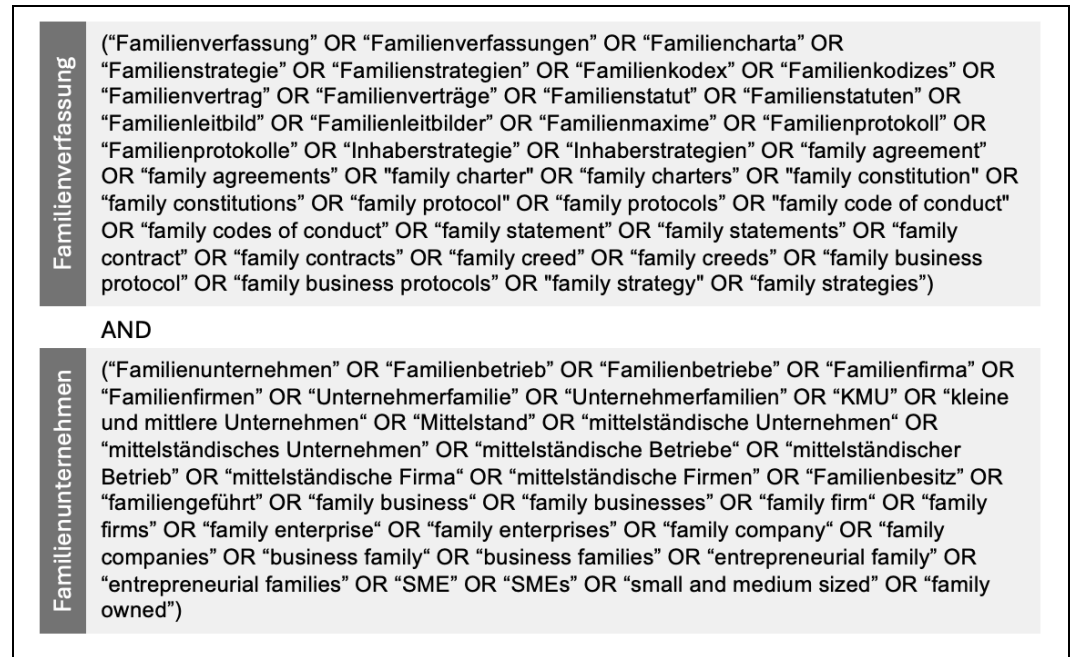 Familienverfassung
(“Familienverfassung” OR “Familienverfassungen” OR “Familiencharta” OR
“Familienstrategie” OR “Familienstrategien” OR “Familienkodex” OR “Familienkodizes” OR
“Familienvertrag” OR “Familienverträge” OR “Familienstatut” OR “Familienstatuten” OR
“Familienleitbild” OR “Familienleitbilder” OR “Familienmaxime” OR “Familienprotokoll” OR
“Familienprotokolle” OR “Inhaberstrategie” OR “Inhaberstrategien” OR “family agreement”
OR “family agreements” OR "family charter" OR “family charters” OR "family constitution" OR
“family constitutions” OR “family protocol" OR “family protocols” OR "family code of conduct"
OR “family codes of conduct” OR “family statement” OR “family statements” OR “family
contract” OR “family contracts” OR “family creed” OR “family creeds” OR “family business
protocol” OR “family business protocols” OR "family strategy" OR “family strategies”)
AND
Familienunternehmen
(“Familienunternehmen” OR “Familienbetrieb” OR “Familienbetriebe” OR “Familienfirma” OR
“Familienfirmen” OR “Unternehmerfamilie” OR “Unternehmerfamilien” OR “KMU” OR “kleine
und mittlere Unternehmen“ OR “Mittelstand” OR “mittelständische Unternehmen“ OR
“mittelständisches Unternehmen” OR “mittelständische Betriebe“ OR “mittelständischer
Betrieb” OR “mittelständische Firma“ OR “mittelständische Firmen” OR “Familienbesitz” OR
“familiengeführt” OR “family business“ OR “family businesses” OR “family firm“ OR “family
firms” OR “family enterprise“ OR “family enterprises” OR “family company“ OR “family
companies” OR “business family“ OR “business families” OR “entrepreneurial family” OR
“entrepreneurial families” OR “SME” OR “SMEs” OR “small and medium sized” OR “family
owned”)